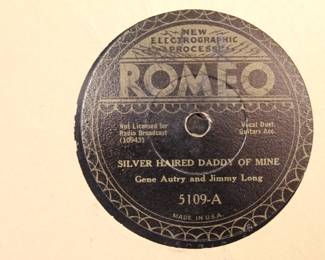 NEW
ELECTROGRAPHIC
PROCESS
ROMEO
Not Licensed for
Radio Broadcast
(10943)
Vocal Duet.
Guitars Acc.
SILVER HAIRED DADDY OF MINE
Gene Autry and Jimmy Long
5109-A
MADE IN U.S.A.